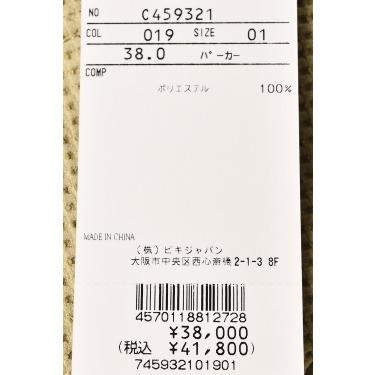 NO C459321
COL 019 SIZE 01
38.0 パーカー
COMP
ポリエステル 100%
MADE IN CHINA
(株)ビキジャパン
大阪市中央区西心斎橋2-1-3 8F
4570118812728
¥38,000
(税込 ¥41,800)
745932101901